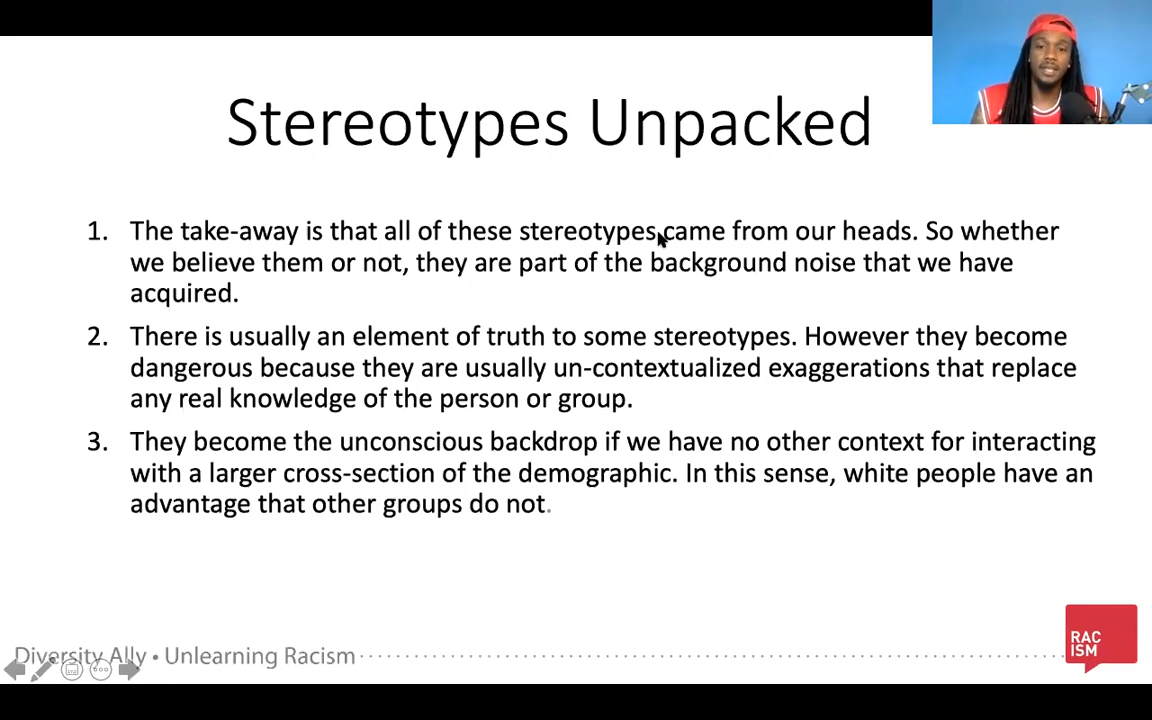 Stereotypes Unpacked
1. The take-away is that all of these stereotypes came from our heads. So whether
we believe them or not, they are part of the background noise that we have
acquired.
2. There is usually an element of truth to some stereotypes. However they become
dangerous because they are usually un-contextualized exaggerations that replace
any real knowledge of the person or group.
3. They become the unconscious backdrop if we have no other context for interacting
with a larger cross-section of the demographic. In this sense, white people have an
advantage that other groups do not.
Diversity Ally • Unlearning Racism
RAC
ISM